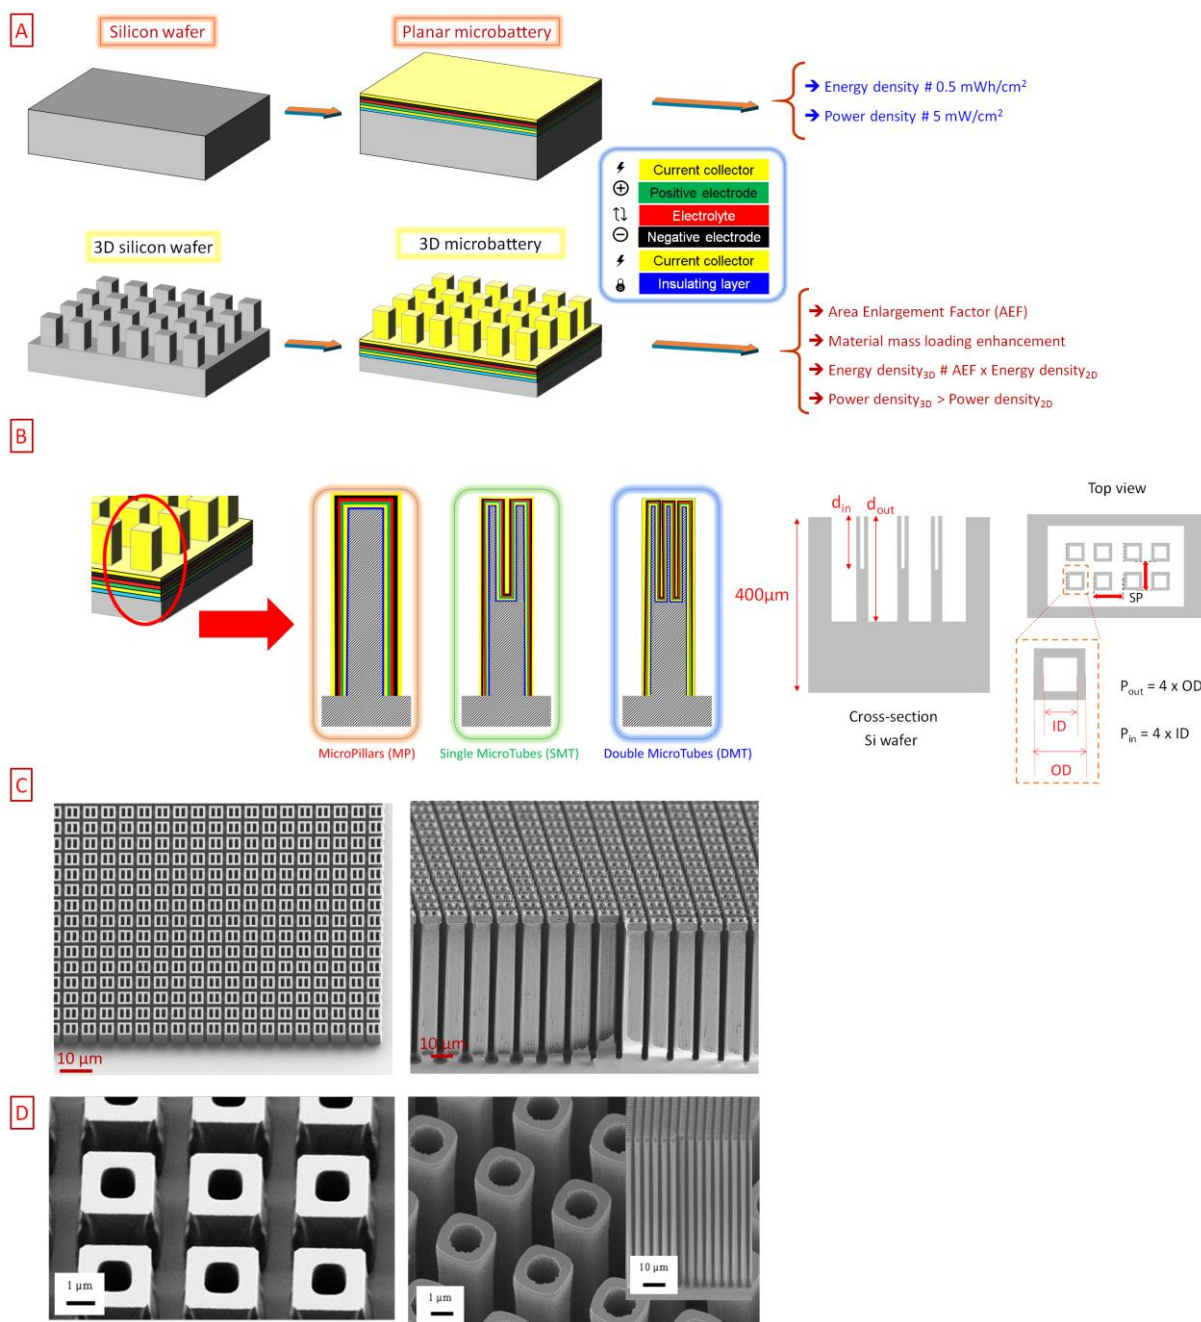 A
Silicon wafer
Planar microbattery
➔ Energy density # 0.5 mWh/cm²
➔ Power density # 5 mW/cm²
Current collector
Positive electrode
Electrolyte
Negative electrode
Current collector
Insulating layer
3D silicon wafer
3D microbattery
➔ Area Enlargement Factor (AEF)
➔ Material mass loading enhancement
➔ Energy density3D # AEF x Energy density2D
➔ Power density3D > Power density2D
B
MicroPillars (MP)
Single MicroTubes (SMT)
Double MicroTubes (DMT)
din
dout
400µm
Cross-section
Si wafer
Top view
SP
ID
OD
Pout = 4 x OD
Pin = 4 x ID
C
10 µm
10 µm
D
1 µm
1 µm
10 µm